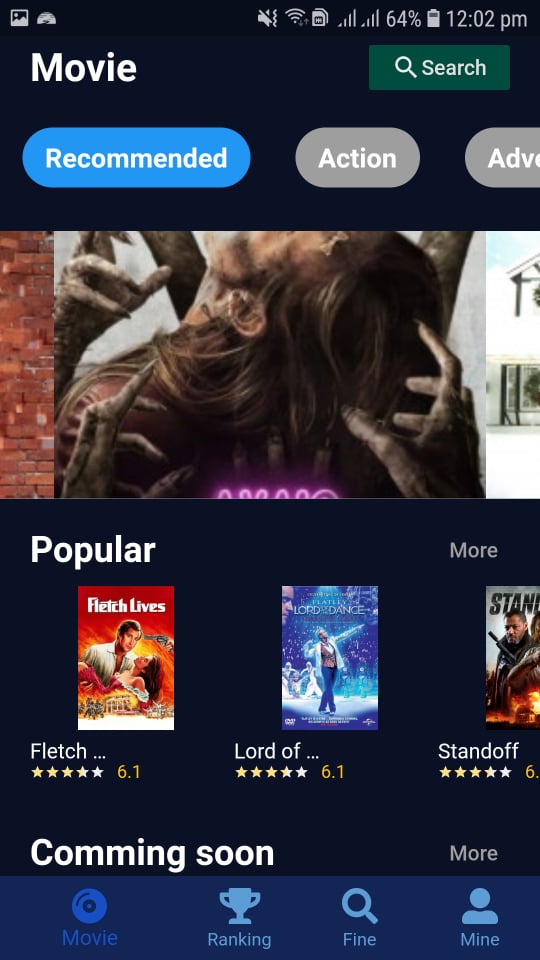 64% 12:02 pm
Movie
Search
Recommended
Action
Adve
Popular
More
Fletch Lives
FLATLEY
LORD OF THE DANCE
STAN
Fletch ...
Lord of ...
Standoff
6.1
6.1
6.
Comming soon
More
Movie
Ranking
Fine
Mine